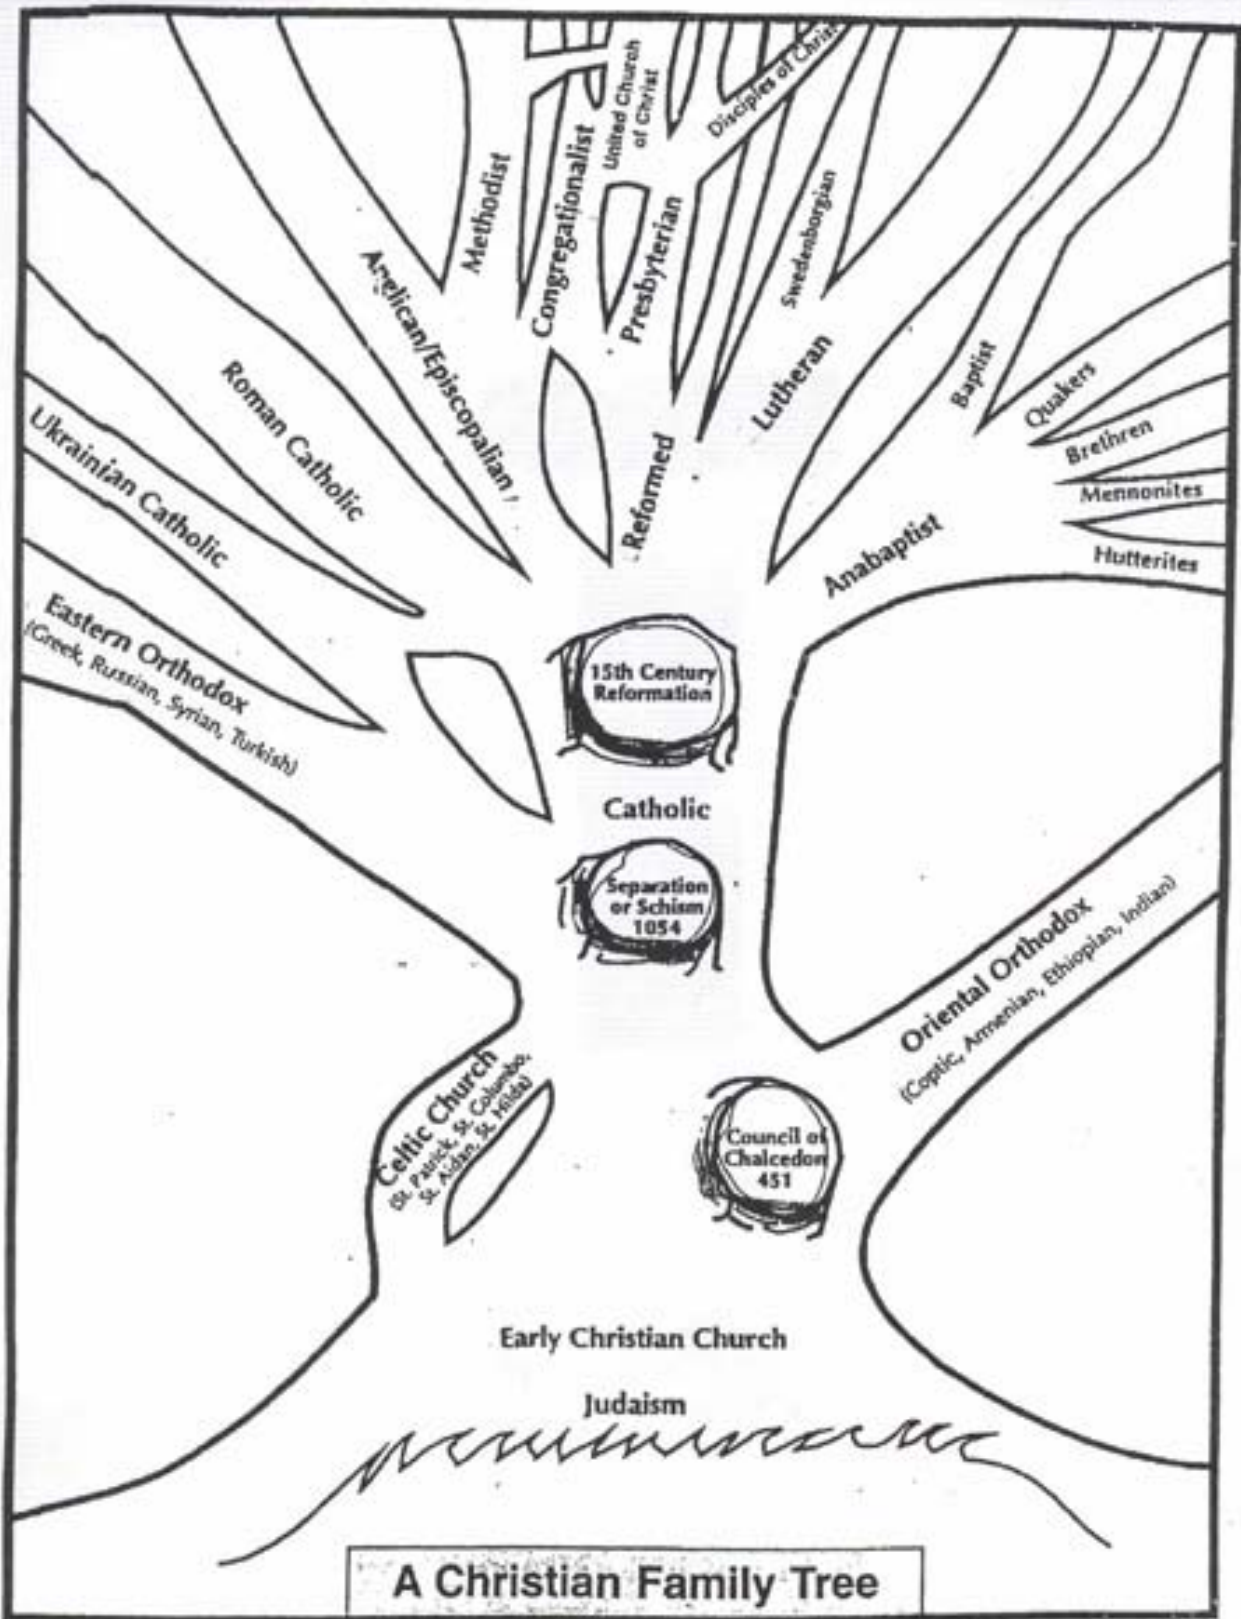 Methodist
Congregationalist
United Church
of Christ
Presbyterian
Disciples of Christ
Swedenborgian
Lutheran
Baptist
Quakers
Brethren
Mennonites
Hutterites
Anabaptist
Reformed
Anglican/Episcopalian
Roman Catholic
Ukrainian Catholic
Eastern Orthodox
(Greek, Russian, Syrian, Turkish)
15th Century
Reformation
Catholic
Separation
or Schism
1054
Oriental Orthodox
(Coptic, Armenian, Ethiopian, Indian)
Celtic Church
(St. Patrick, St. Columbo,
St. Aidan, St. Hilda)
Council of
Chalcedon
451
Early Christian Church
Judaism
A Christian Family Tree